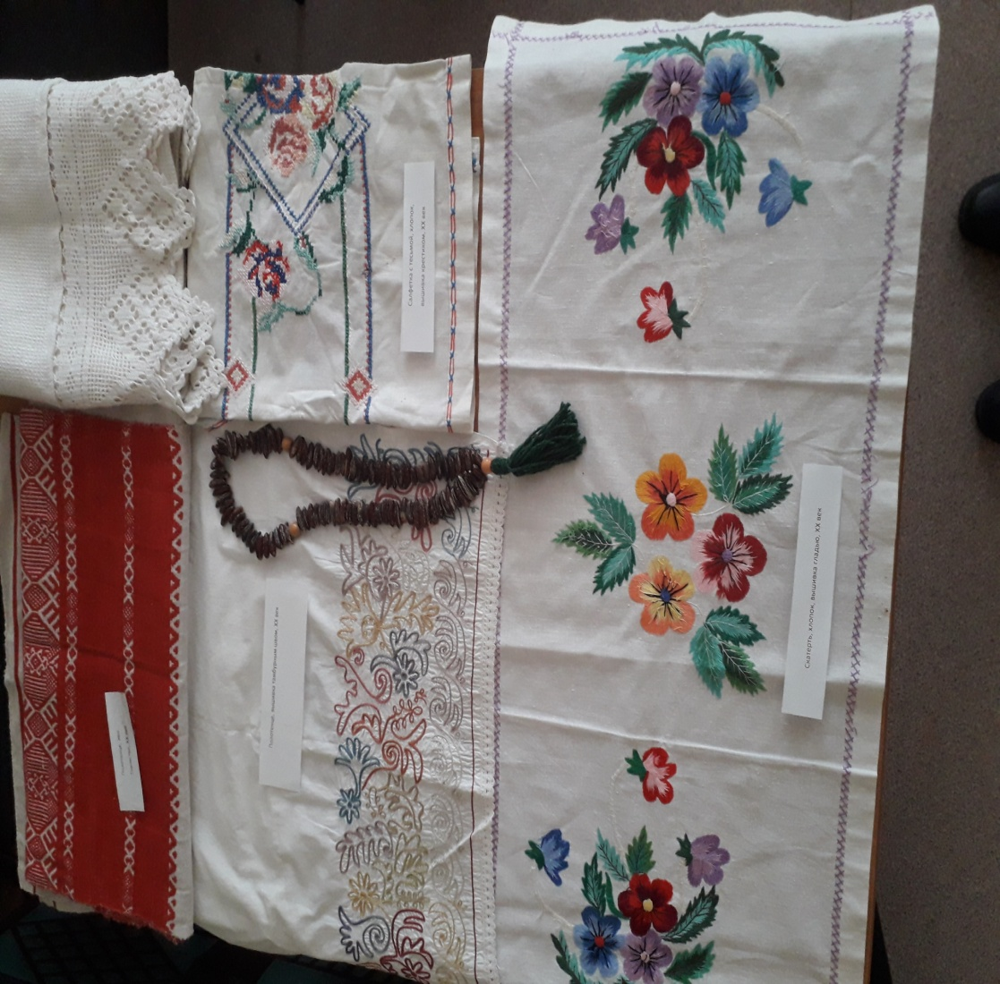 Салфетка с тесьмой, хлопок,
вышивка крестиком, XX век
Полотенце, вышивка тамбурным швом, XX век
Скатерть, хлопок, вышивка гладью, XX век